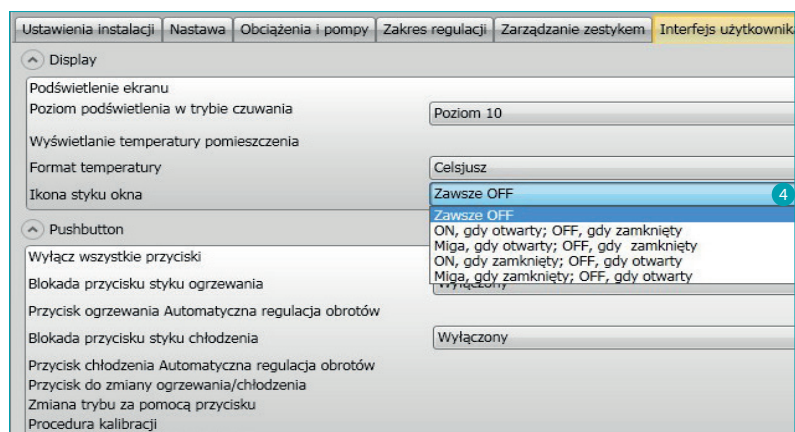 Ustawienia instalacji Nastawa Obciążenia i pompy Zakres regulacji Zarządzanie zestykem Interfejs użytkownika
Display
Podświetlenie ekranu
Poziom podświetlenia w trybie czuwania Poziom 10
Wyświetlanie temperatury pomieszczenia
Format temperatury Celsjusz
Ikona styku okna Zawsze OFF 4
Zawsze OFF
ON, gdy otwarty; OFF, gdy zamknięty
Miga, gdy otwarty; OFF, gdy zamknięty
ON, gdy zamknięty; OFF, gdy otwarty
Miga, gdy zamknięty; OFF, gdy otwarty
Pushbutton
Wyłącz wszystkie przyciski
Blokada przycisku styku ogrzewania Wyłączony
Przycisk ogrzewania Automatyczna regulacja obrotów
Blokada przycisku styku chłodzenia Wyłączony
Przycisk chłodzenia Automatyczna regulacja obrotów
Przycisk do zmiany ogrzewania/chłodzenia
Zmiana trybu za pomocą przycisku
Procedura kalibracji